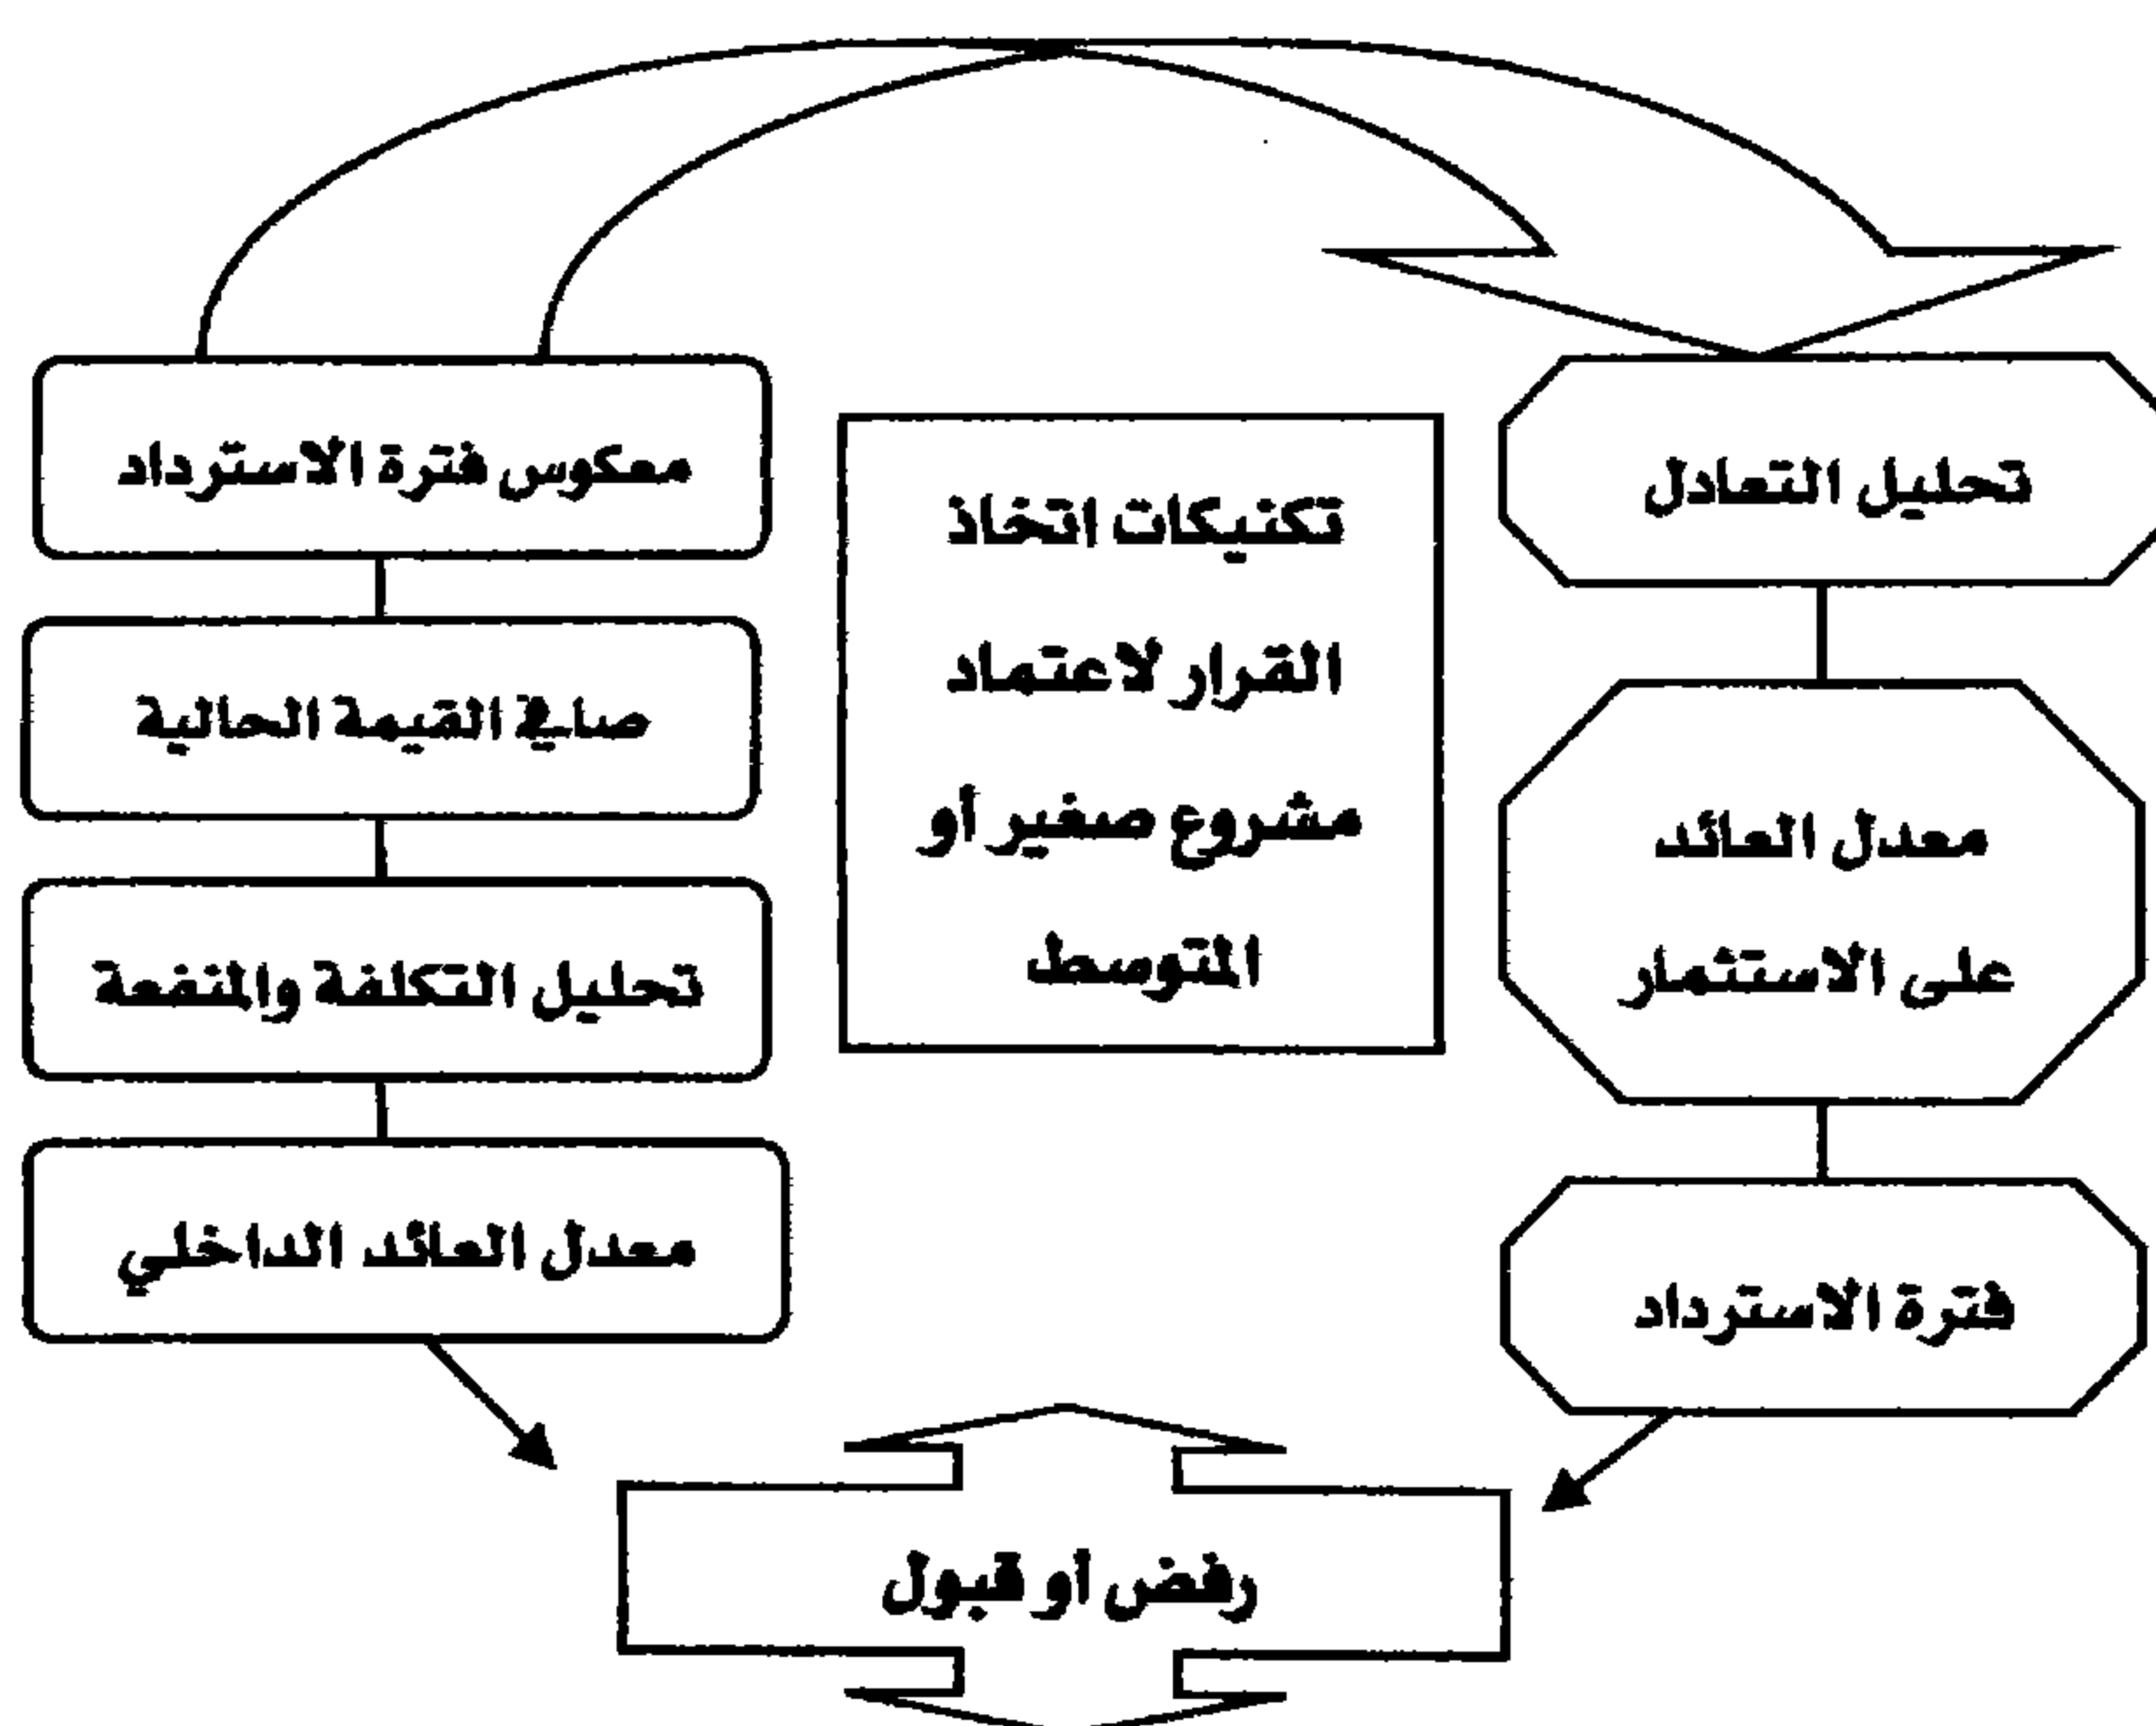 تحليل التعادل
معدل العائد
على الاستثمار
فترة الاسترداد
تكنيكات اتخاذ
القرار لاعتماد
مشروع صغير أو
المتوسط
معكوس فترة الاسترداد
صافي القيمة الحالية
تحليل التكلفة والمنفعة
معدل العائد الداخلي
رفض او قبول